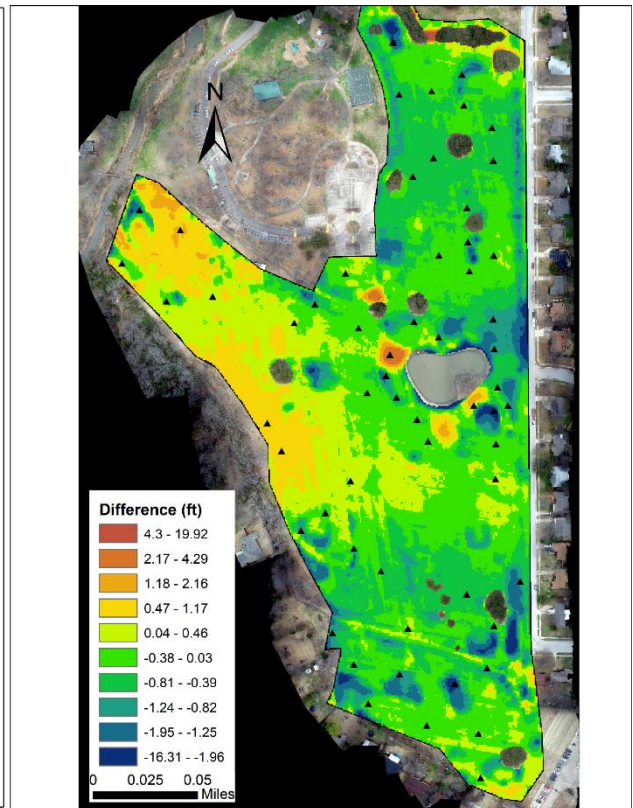 N
Difference (ft)
4.3 - 19.92
2.17 - 4.29
1.18 - 2.16
0.47 - 1.17
0.04 - 0.46
-0.38 - 0.03
-0.81 - -0.39
-1.24 - -0.82
-1.95 - -1.25
-16.31 - -1.96
0 0.025 0.05
Miles